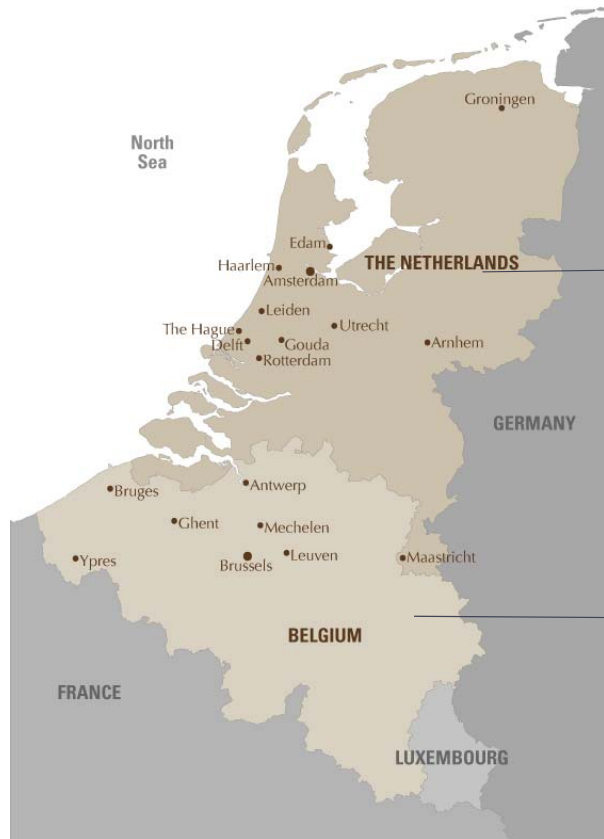 Groningen
North
Sea
Edam
Haarlem
THE NETHERLANDS
Amsterdam
Leiden
The Hague
Utrecht
Delft
Gouda
Arnhem
Rotterdam
GERMANY
Antwerp
Bruges
Ghent
Mechelen
Ypres
Brussels
Leuven
Maastricht
BELGIUM
FRANCE
LUXEMBOURG